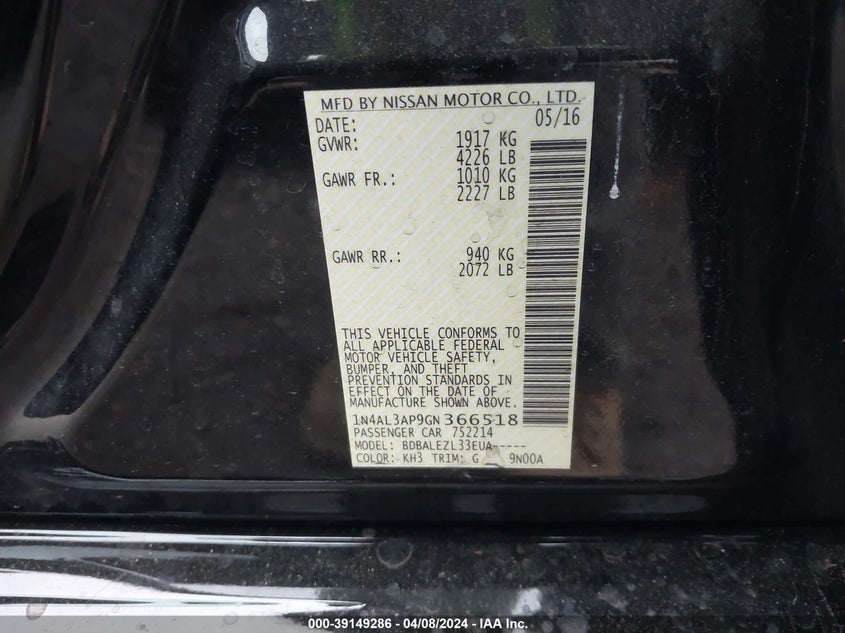 MFD BY NISSAN MOTOR CO., LTD.
DATE: 05/16
GVWR: 1917 KG
4226 LB
GAWR FR.: 1010 KG
2227 LB
GAWR RR.: 940 KG
2072 LB
THIS VEHICLE CONFORMS TO
ALL APPLICABLE FEDERAL
MOTOR VEHICLE SAFETY,
BUMPER, AND THEFT
PREVENTION STANDARDS IN
EFFECT ON THE DATE OF
MANUFACTURE SHOWN ABOVE.
1N4AL3AP9GN366518
PASSENGER CAR 752214
MODEL: BDBALEZL33EUA-----
COLOR: KH3 TRIM: G 9N00A
000-39149286 - 04/08/2024 - IAA Inc.